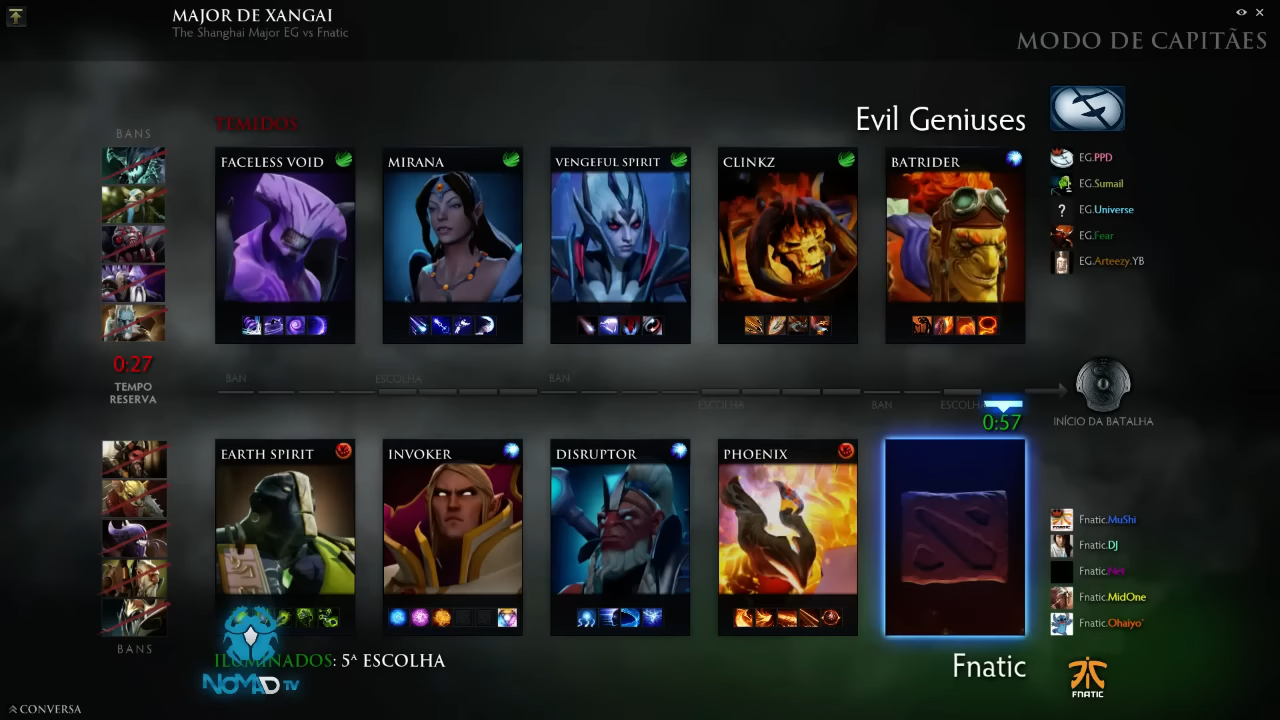 MAJOR DE XANGAI
The Shanghai Major EG vs Fnatic
MODO DE CAPITÃES
TEMIDOS
Evil Geniuses
BANS
FACELESS VOID
MIRANA
VENGEFUL SPIRIT
CLINKZ
BATRIDER
EG.PPD
EG.Sumail
?
EG.Universe
EG.Fear
EG.Arteezy.YB
0:27
TEMPO
RESERVA
BAN
ESCOLHA
BAN
ESCOLHA
BAN
ESCOLH
0:57
INÍCIO DA BATALHA
EARTH SPIRIT
INVOKER
DISRUPTOR
PHOENIX
Fnatic.MuShi
Fnatic.DJ
Fnatic.Net
Fnatic.MidOne
Fnatic.Ohaiyo'
BANS
ILUMINADOS: 5ª ESCOLHA
NOMAD TV
Fnatic
FNATIC
CONVERSA